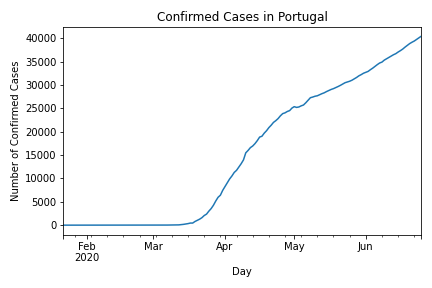 Confirmed Cases in Portugal
Number of Confirmed Cases
40000
35000
30000
25000
20000
15000
10000
5000
0
Feb Mar Apr May Jun
2020
Day